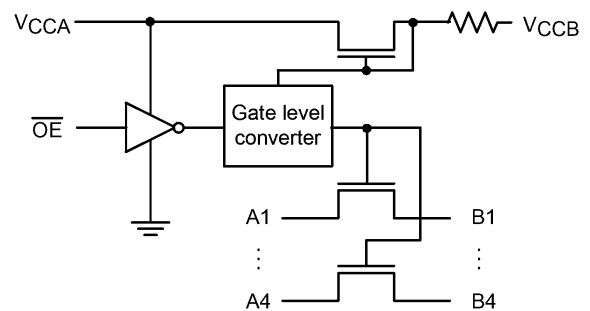 VCCA
VCCB
OE
Gate level
converter
A1
B1
A4
B4